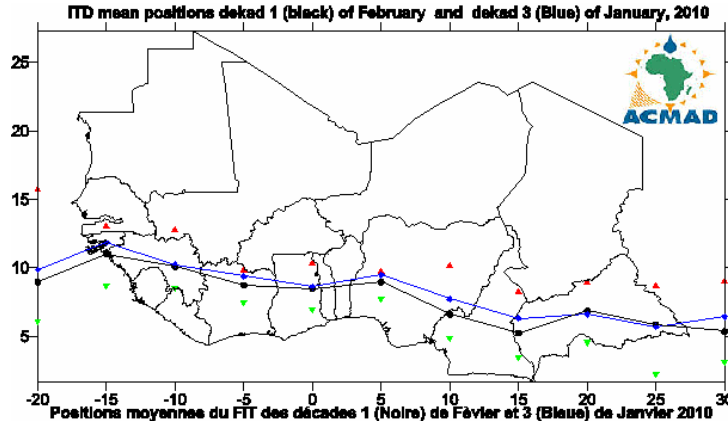 ITD mean positions dekad 1 (black) of February and dekad 3 (Blue) of January, 2010
25
20
15
10
5
ACMAD
-20 -15 -10 -5 0 5 10 15 20 25 30
Positions moyennes du FIT des décades 1 (Noire) de Fèvier et 3 (Blaue) de Janvier 2010